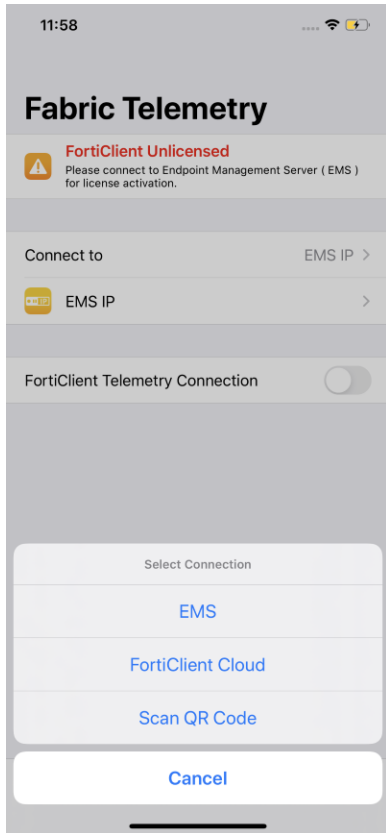 11:58
Fabric Telemetry
FortiClient Unlicensed
Please connect to Endpoint Management Server ( EMS )
for license activation.
Connect to EMS IP
EMS IP
FortiClient Telemetry Connection
Select Connection
EMS
FortiClient Cloud
Scan QR Code
Cancel